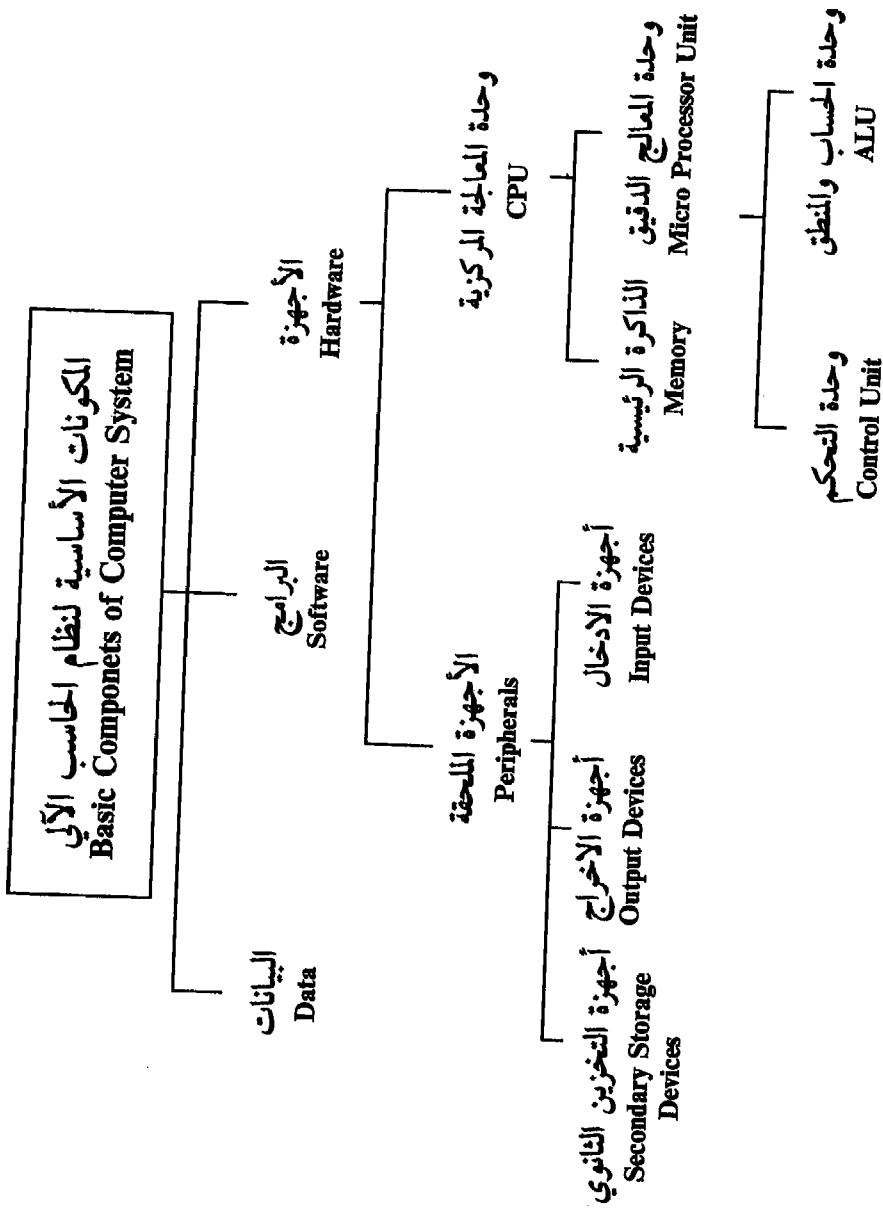 المكونات الأساسية لنظام الحاسب الآلي
Basic Componets of Computer System
الأجهزة
Hardware
البرامج
Software
البيانات
Data
وحدة المعالجة المركزية
CPU
الأجهزة الملحقة
Peripherals
وحدة المعالج الدقيق
Micro Processor Unit
الذاكرة الرئيسية
Memory
أجهزة الادخال
Input Devices
أجهزة الاخراج
Output Devices
أجهزة التخزين الثانوي
Secondary Storage
Devices
وحدة الحساب والمنطق
ALU
وحدة التحكم
Control Unit